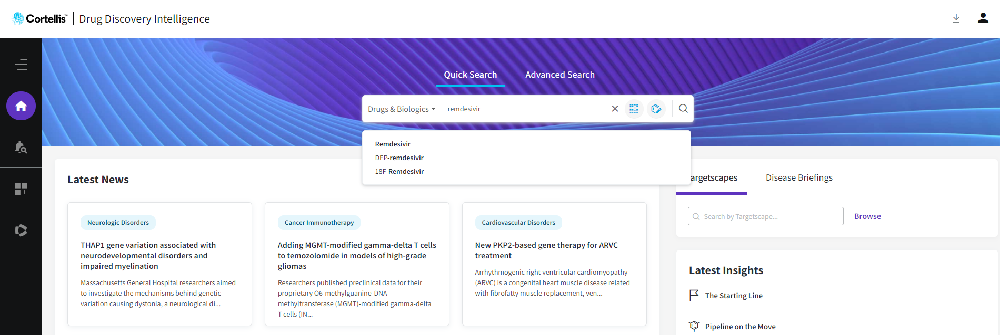 Cortellis™ Drug Discovery Intelligence
Quick Search
Advanced Search
Drugs & Biologics
remdesivir
Remdesivir
DEP-remdesivir
18F-Remdesivir
Latest News
Neurologic Disorders
THAP1 gene variation associated with
neurodevelopmental disorders and
impaired myelination
Massachusetts General Hospital researchers aimed
to investigate the mechanisms behind genetic
variation causing dystonia, a neurological di...
Cancer Immunotherapy
Adding MGMT-modified gamma-delta T cells
to temozolomide in models of high-grade
gliomas
Researchers published preclinical data for their
proprietary O6-methylguanine-DNA
methyltransferase (MGMT)-modified gamma-delta
T cells (IN...
Cardiovascular Disorders
New PKP2-based gene therapy for ARVC
treatment
Arrhythmogenic right ventricular cardiomyopathy
(ARVC) is a congenital heart muscle disease related
with fibrofatty muscle replacement, ven...
argetscapes
Disease Briefings
Search by Targetscape...
Browse
Latest Insights
The Starting Line
Pipeline on the Move